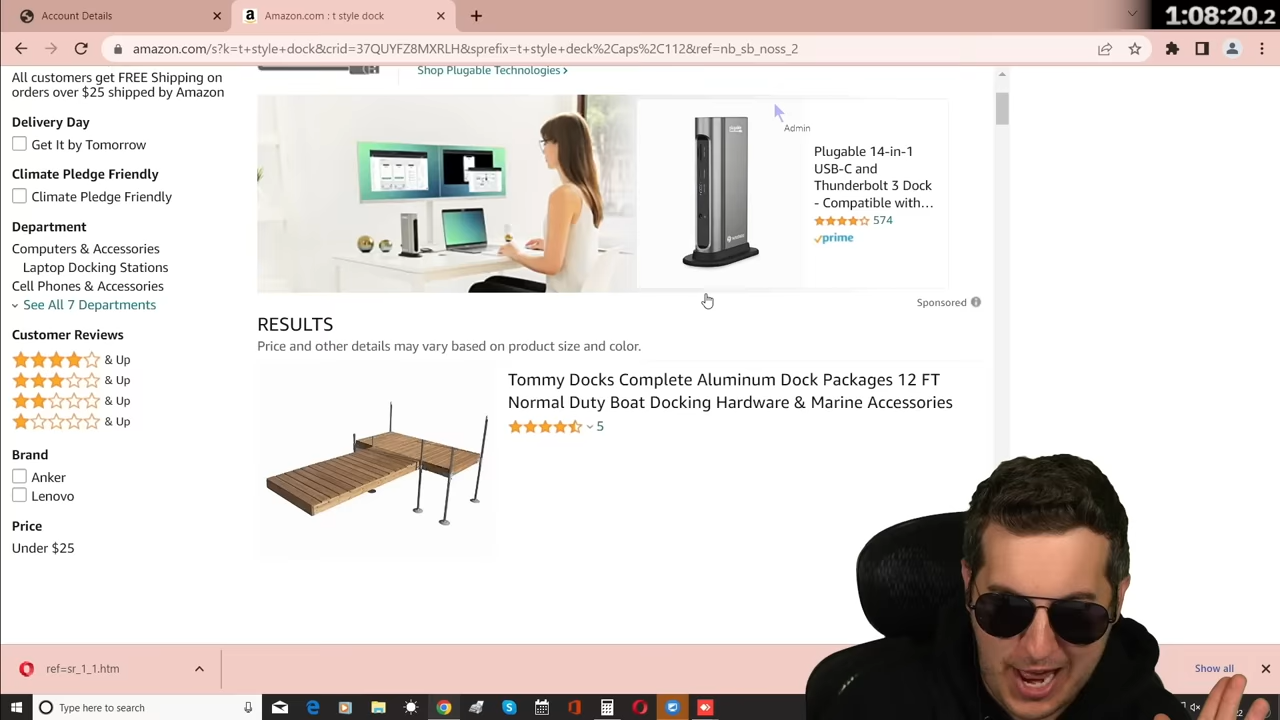 Account Details
Amazon.com : t style dock
1:08:20.2
amazon.com/s?k=t+style+dock&crid=37QUYFZ8MXRLH&sprefix=t+style+deck%2Caps%2C112&ref=nb_sb_noss_2
All customers get FREE Shipping on
orders over $25 shipped by Amazon
Delivery Day
Get It by Tomorrow
Climate Pledge Friendly
Climate Pledge Friendly
Department
Computers & Accessories
Laptop Docking Stations
Cell Phones & Accessories
See All 7 Departments
Customer Reviews
& Up
& Up
& Up
& Up
Brand
Anker
Lenovo
Price
Under $25
Shop Plugable Technologies ›
Admin
Plugable 14-in-1
USB-C and
Thunderbolt 3 Dock
- Compatible with…
574
prime
Sponsored
RESULTS
Price and other details may vary based on product size and color.
Tommy Docks Complete Aluminum Dock Packages 12 FT
Normal Duty Boat Docking Hardware & Marine Accessories
5
ref=sr_1_1.htm
Show all
Type here to search